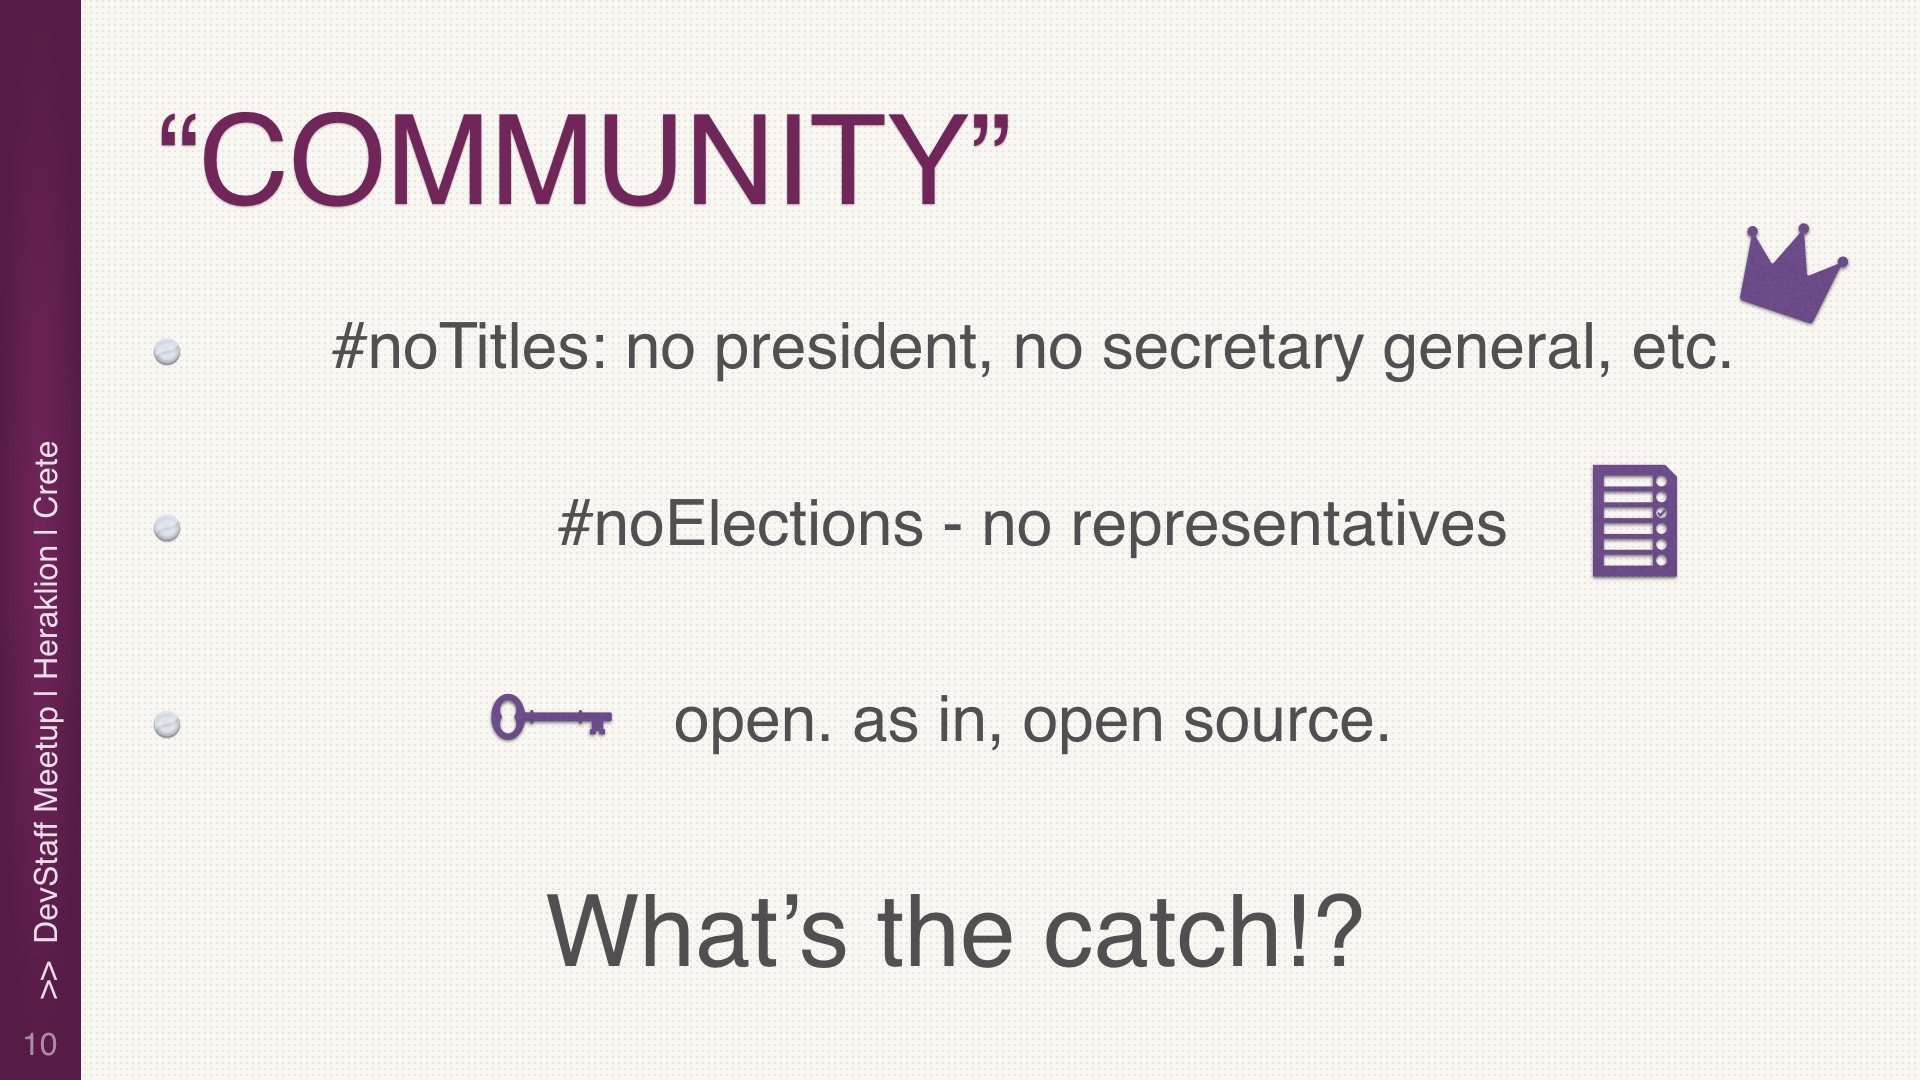 “COMMUNITY”
#noTitles: no president, no secretary general, etc.
#noElections - no representatives
open. as in, open source.
What’s the catch!?
>> DevStaff Meetup | Heraklion | Crete
10